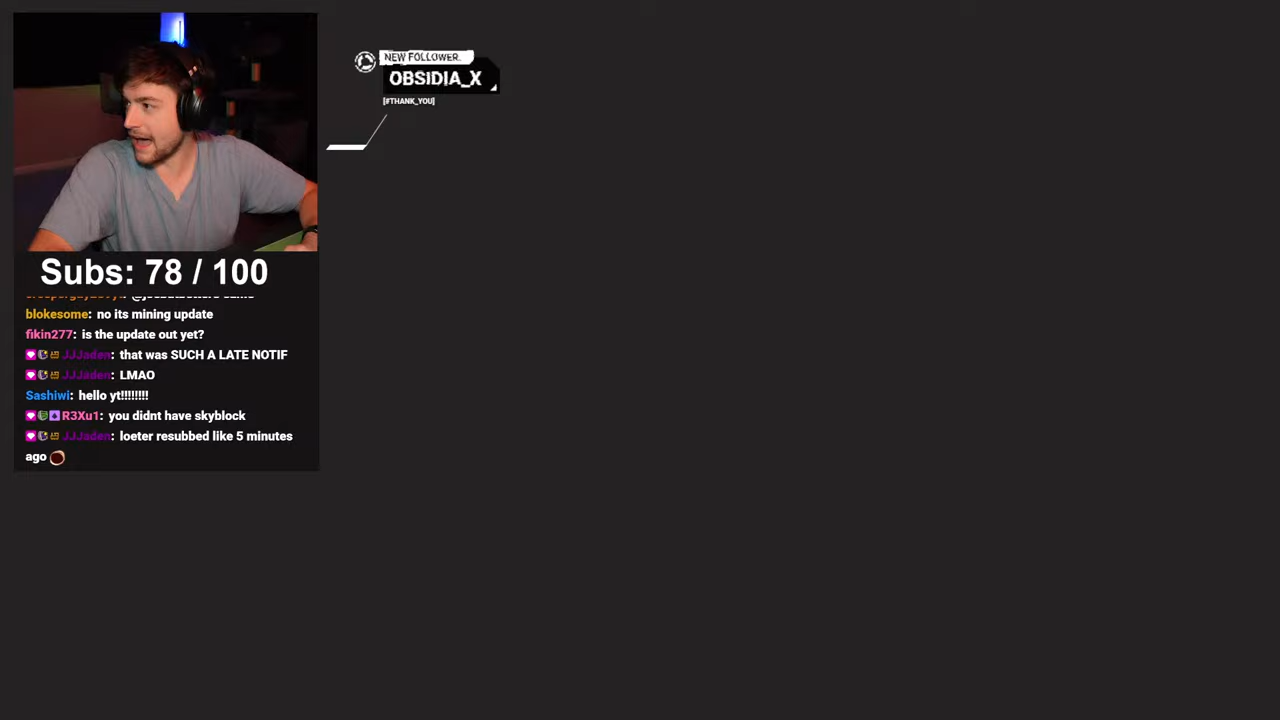 NEW FOLLOWER.
OBSIDIA_X
[#THANK_YOU]
Subs: 78 / 100
blokesome: no its mining update
fikin277: is the update out yet?
JJJaden: that was SUCH A LATE NOTIF
JJJaden: LMAO
Sashiwi: hello yt!!!!!!!!
R3Xu1: you didnt have skyblock
JJJaden: loeter resubbed like 5 minutes
ago